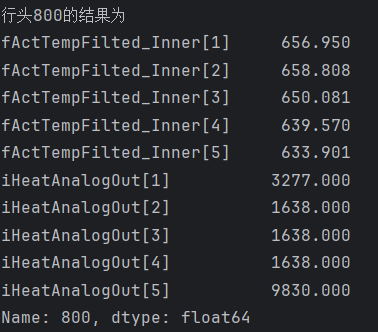 行头800的结果为
fActTempFilted_Inner[1]     656.950
fActTempFilted_Inner[2]     658.808
fActTempFilted_Inner[3]     650.081
fActTempFilted_Inner[4]     639.570
fActTempFilted_Inner[5]     633.901
iHeatAnalogOut[1]          3277.000
iHeatAnalogOut[2]          1638.000
iHeatAnalogOut[3]          1638.000
iHeatAnalogOut[4]          1638.000
iHeatAnalogOut[5]          9830.000
Name: 800, dtype: float64